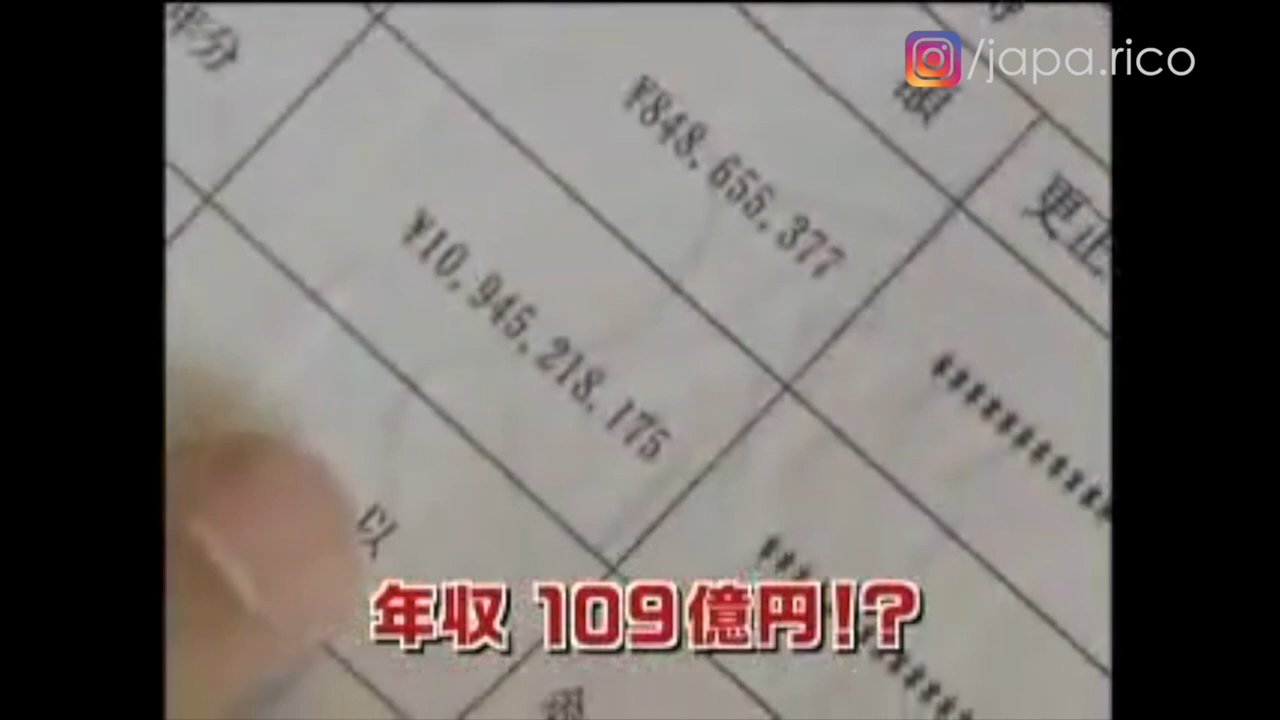 /japa.rico
年分
額
更正
¥848,655,377
¥10,945,218,175
以
年収 109億円!?